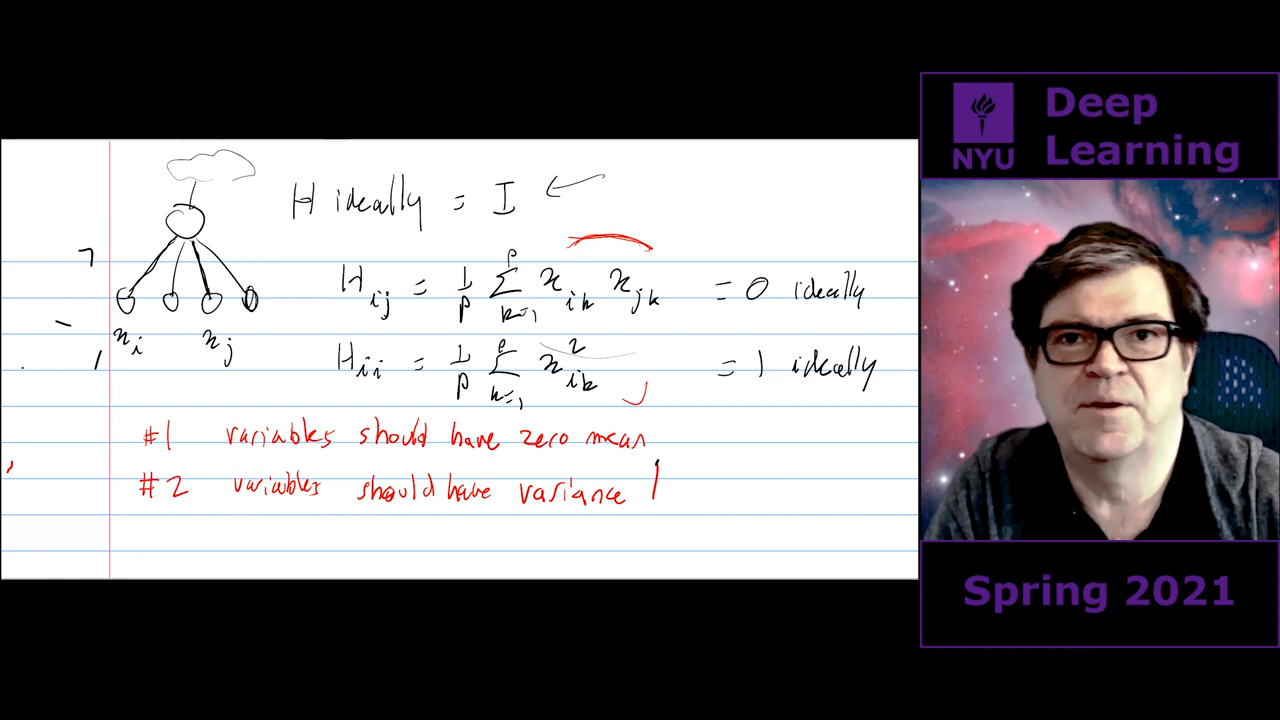 H ideally = I
H_ij = 1/p Σ_{k=1}^{p} x_ik x_jk = 0 ideally
x_i x_j
H_ii = 1/p Σ_{k=1}^{p} x_ik^2 = 1 ideally
#1 variables should have zero mean
#2 variables should have variance 1
NYU
Deep
Learning
Spring 2021